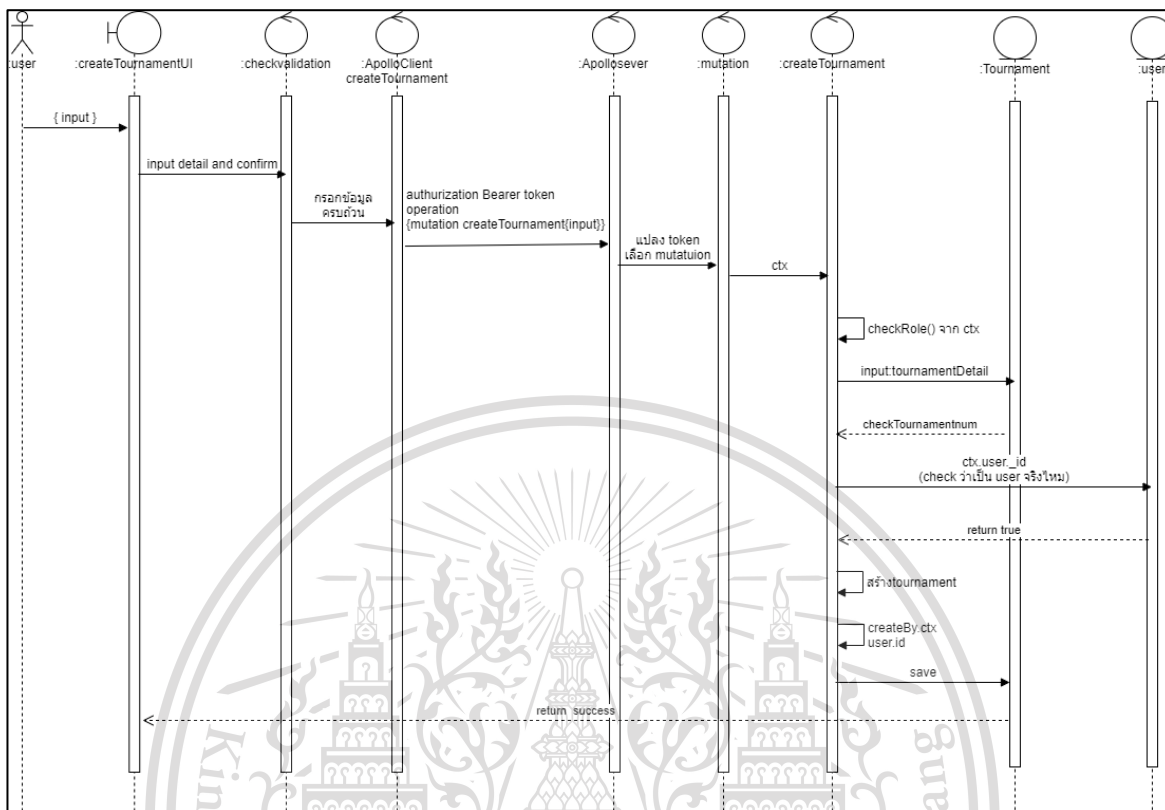 :user
:createTournamentUI
:checkvalidation
:ApolloClient
createTournament
:Apollosever
:mutation
:createTournament
:Tournament
:user
{ input }
input detail and confirm
กรอกข้อมูล
ครบถ้วน
authurization Bearer token
operation
{mutation createTournament{input}}
แปลง token
เลือก mutatuion
ctx
checkRole() จาก ctx
input:tournamentDetail
checkTournamentnum
ctx.user._id
(check ว่าเป็น user จริงไหม)
return true
สร้างtournament
createBy.ctx
user.id
save
return success
Kin